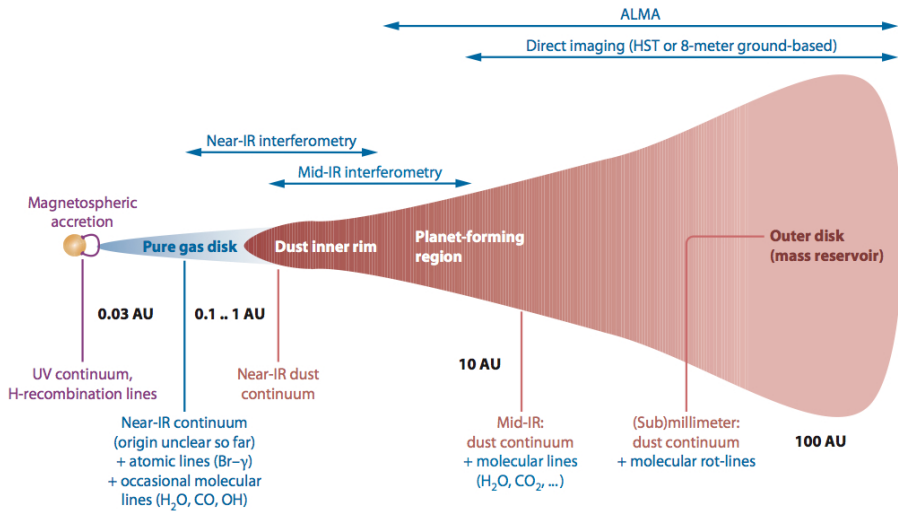 ALMA
Direct imaging (HST or 8-meter ground-based)
Near-IR interferometry
Mid-IR interferometry
Magnetospheric
accretion
Pure gas disk
Dust inner rim
Planet-forming
region
Outer disk
(mass reservoir)
0.03 AU
0.1 .. 1 AU
10 AU
100 AU
UV continuum,
H-recombination lines
Near-IR continuum
(origin unclear so far)
+ atomic lines (Br–γ)
+ occasional molecular
lines (H₂O, CO, OH)
Near-IR dust
continuum
Mid-IR:
dust continuum
+ molecular lines
(H₂O, CO₂, ...)
(Sub)millimeter:
dust continuum
+ molecular rot-lines